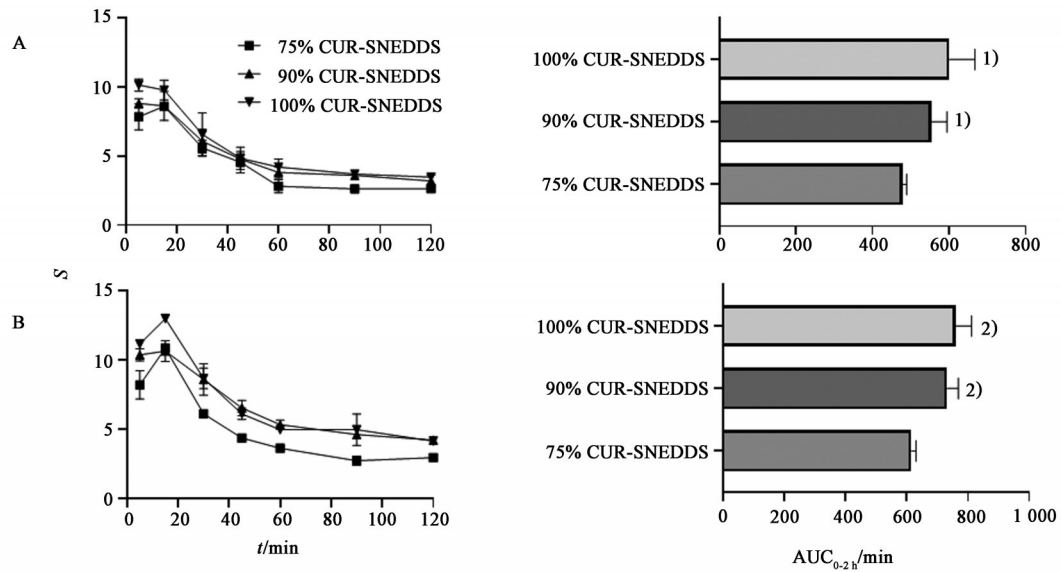 A
15
10
5
0
75% CUR-SNEDDS
90% CUR-SNEDDS
100% CUR-SNEDDS
0 20 40 60 80 100 120
100% CUR-SNEDDS 1)
90% CUR-SNEDDS 1)
75% CUR-SNEDDS
0 200 400 600 800
S
B
15
10
5
0
0 20 40 60 80 100 120
t/min
100% CUR-SNEDDS 2)
90% CUR-SNEDDS 2)
75% CUR-SNEDDS
0 200 400 600 800 1 000
AUC0-2 h/min